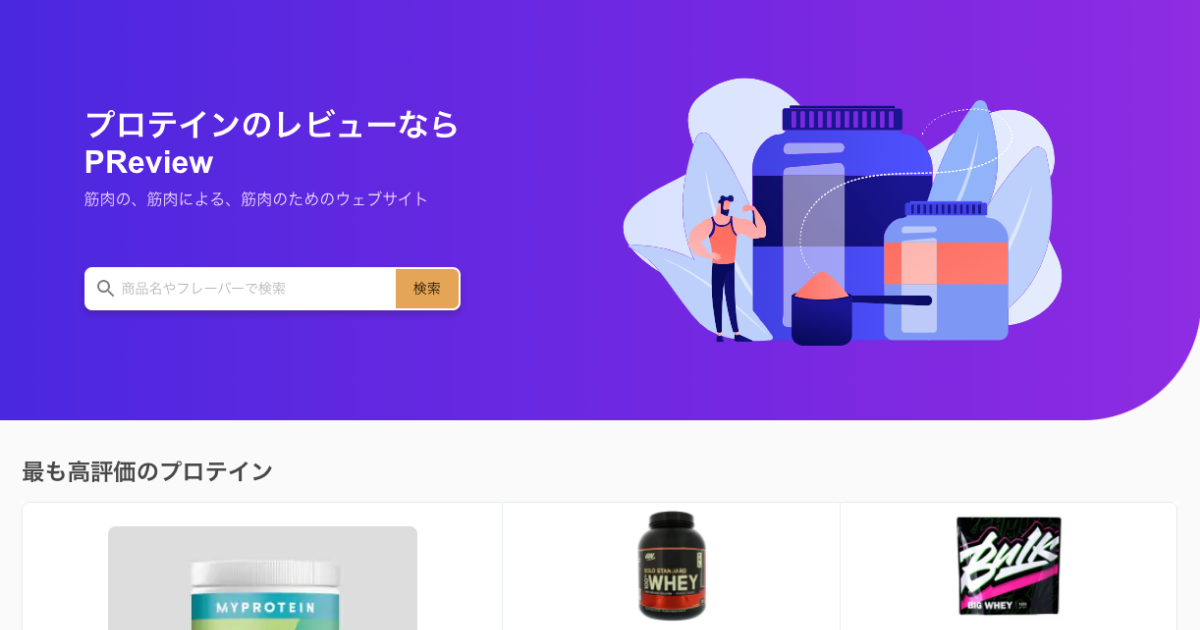 プロテインのレビューなら
PReview
筋肉の、筋肉による、筋肉のためのウェブサイト
商品名やフレーバーで検索
検索
最も高評価のプロテイン
MYPROTEIN
ON
GOLD STANDARD
100%
WHEY
Bulk
BIG WHEY